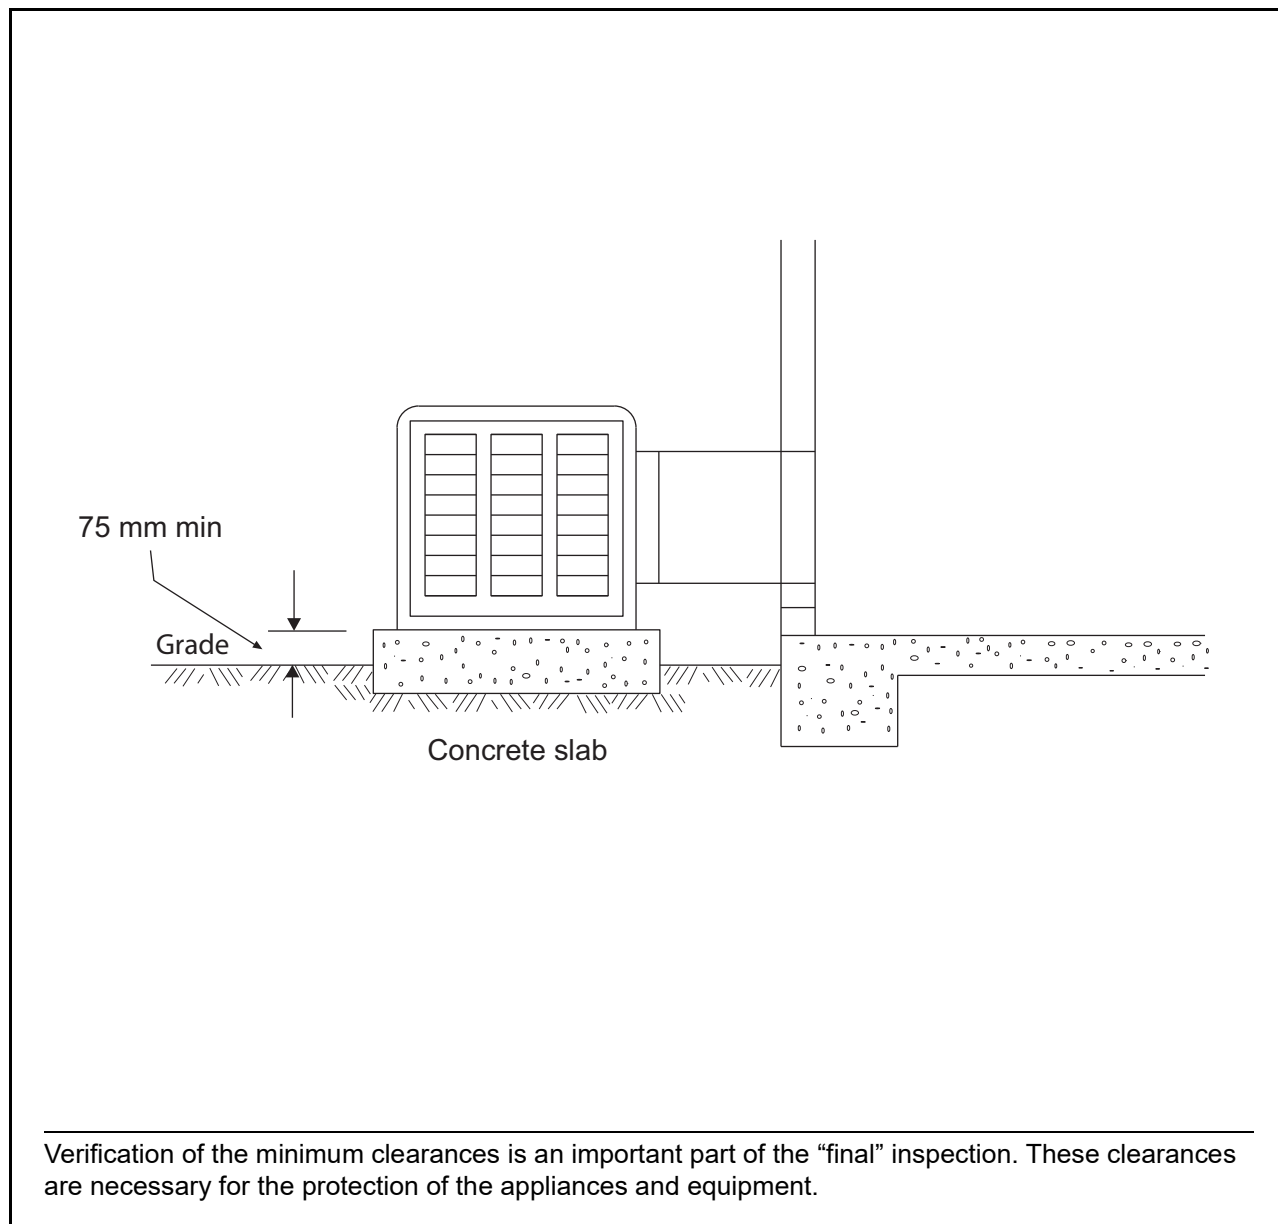 75 mm min
Grade
Concrete slab
Verification of the minimum clearances is an important part of the “final” inspection. These clearances
are necessary for the protection of the appliances and equipment.